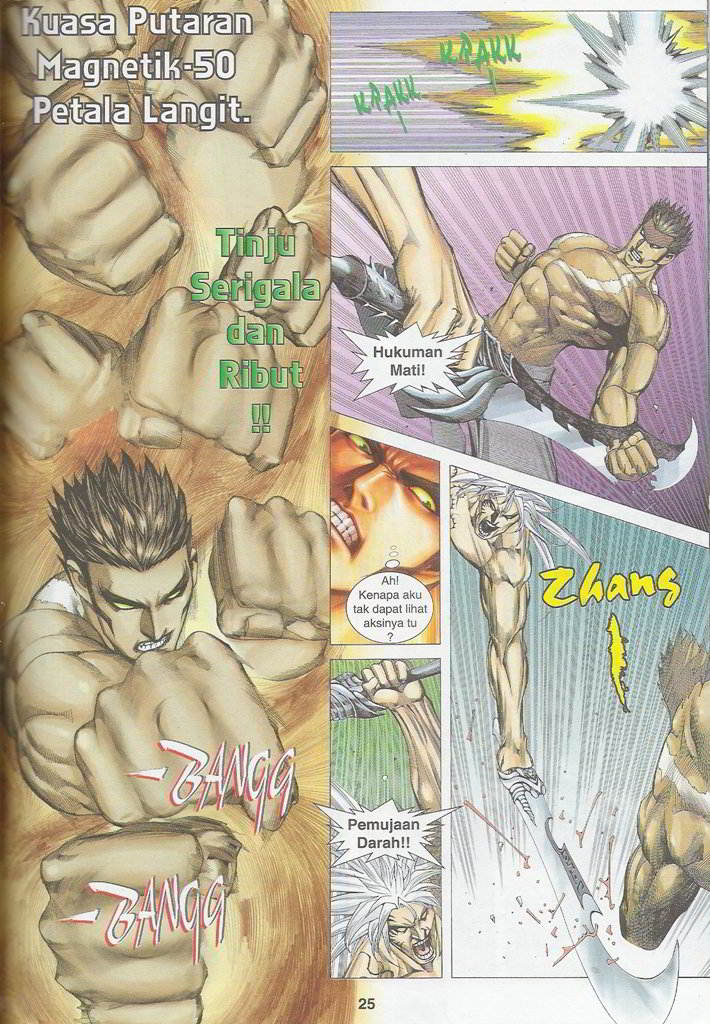 Kuasa Putaran
Magnetik-50
Petala Langit.
Tinju
Serigala
dan
Ribut
!!
BANGG
BANGG
KRAKK
KRAKK
Hukuman
Mati!
Ah!
Kenapa aku
tak dapat lihat
aksinya tu
?
Zhang
!
Pemujaan
Darah!!
25